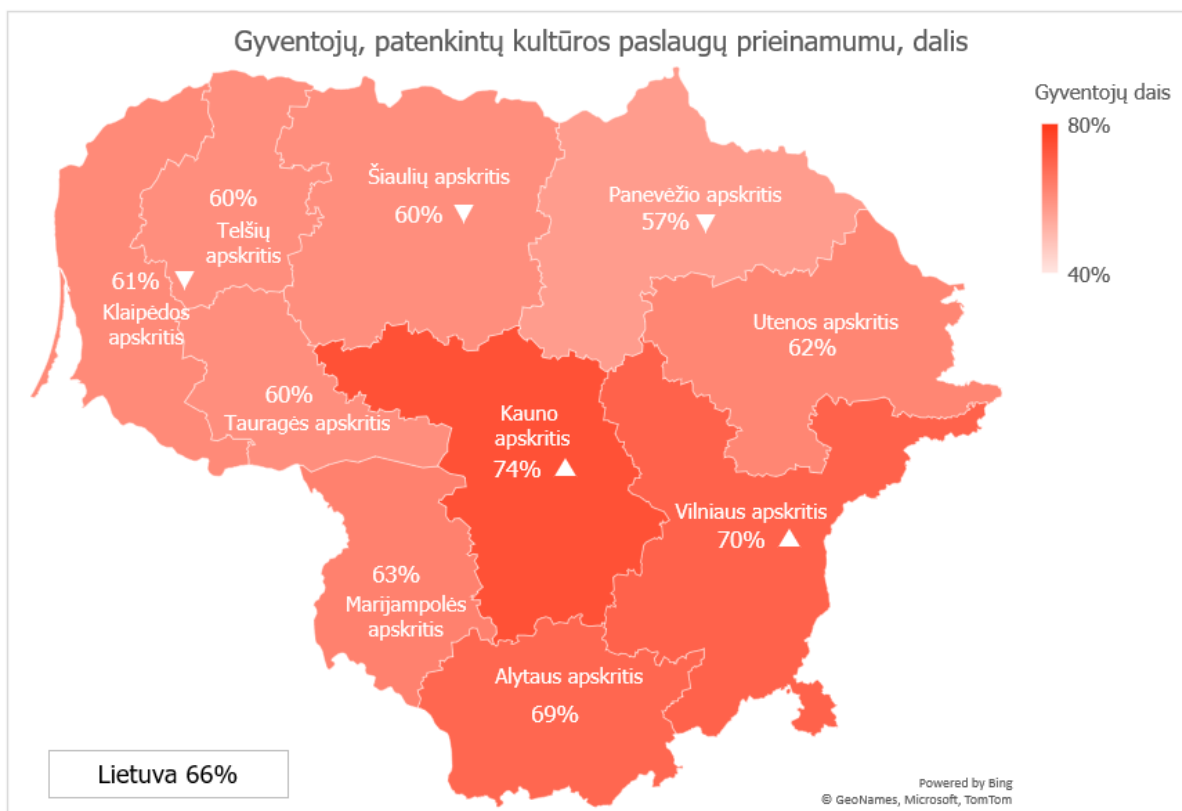 Gyventojų, patenkintų kultūros paslaugų prieinamumu, dalis
Gyventojų dais
80%
40%
Šiaulių apskritis
60%
Panevėžio apskritis
57%
60%
Telšių
apskritis
61%
Klaipėdos
apskritis
Utenos apskritis
62%
60%
Tauragės apskritis
Kauno
apskritis
74%
Vilniaus apskritis
70%
63%
Marijampolės
apskritis
Alytaus apskritis
69%
Lietuva 66%
Powered by Bing
© GeoNames, Microsoft, TomTom